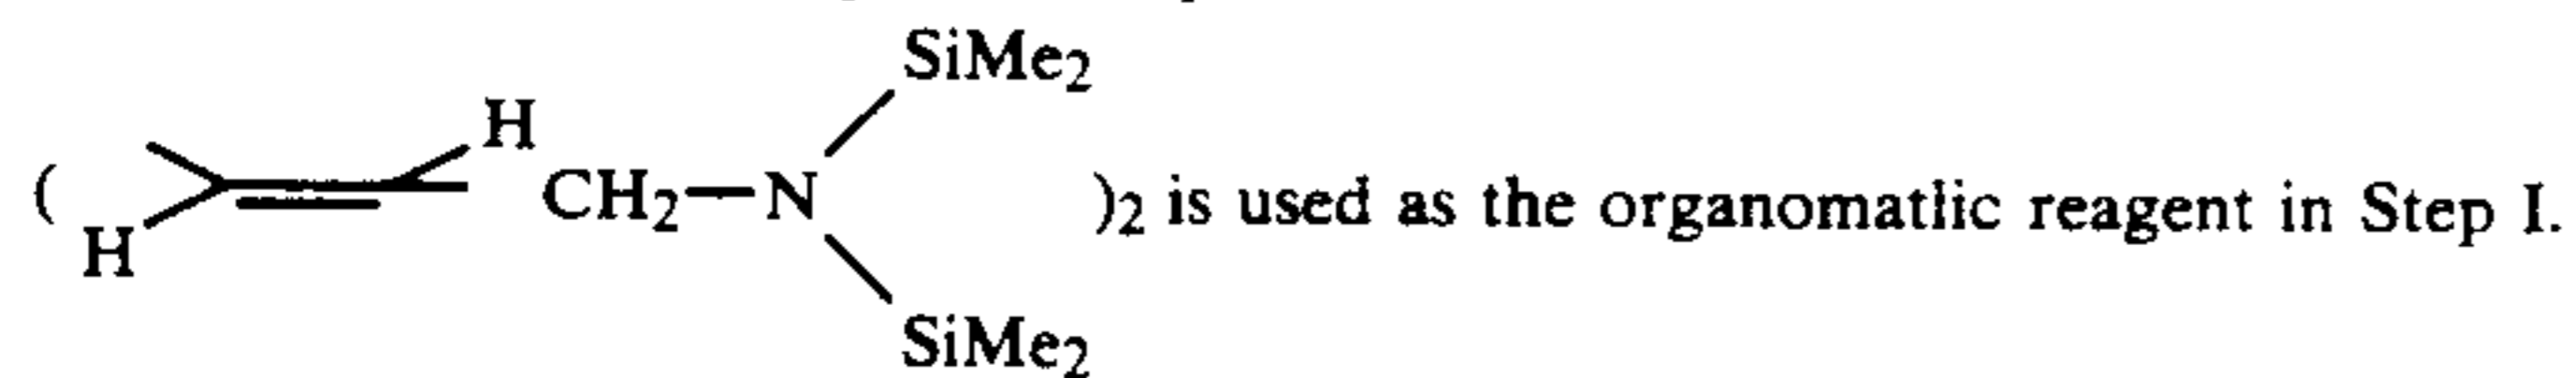 SiMe2
H
( CH2—N )2 is used as the organomatlic reagent in Step I.
H
SiMe2